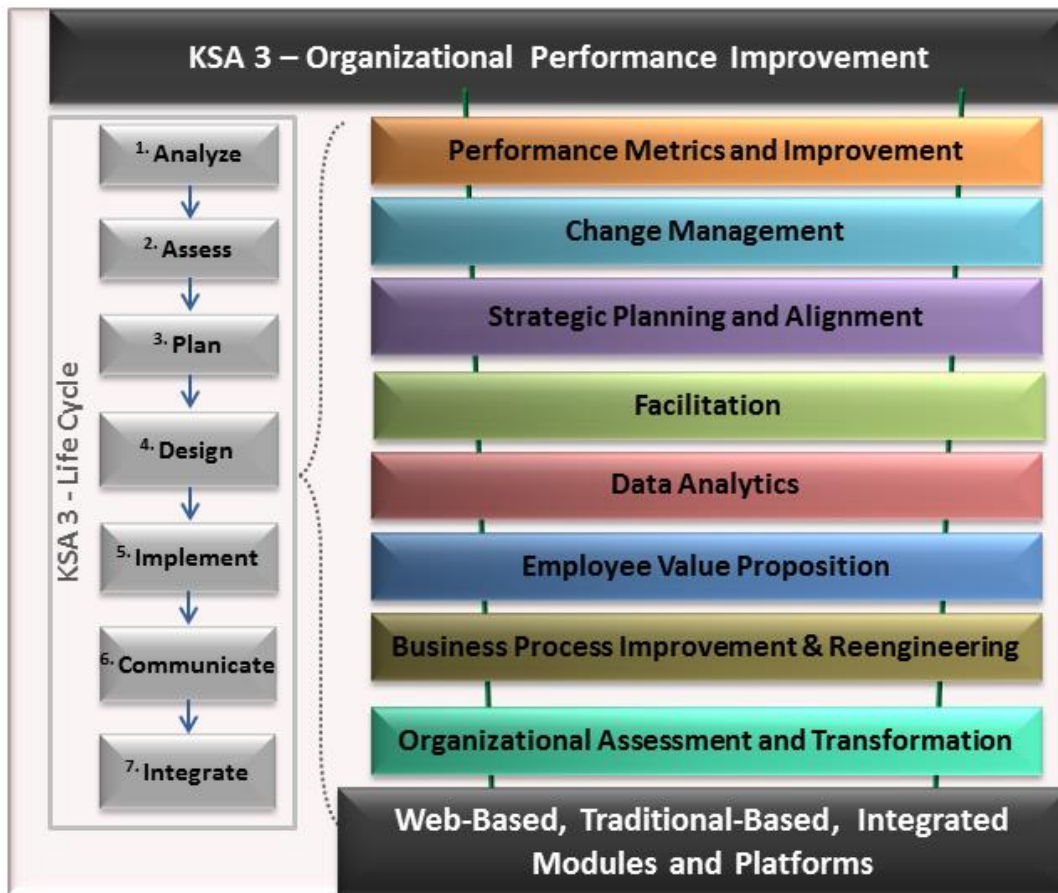 KSA 3 – Organizational Performance Improvement
KSA 3 - Life Cycle
1. Analyze
2. Assess
3. Plan
4. Design
5. Implement
6. Communicate
7. Integrate
Performance Metrics and Improvement
Change Management
Strategic Planning and Alignment
Facilitation
Data Analytics
Employee Value Proposition
Business Process Improvement & Reengineering
Organizational Assessment and Transformation
Web-Based, Traditional-Based, Integrated
Modules and Platforms